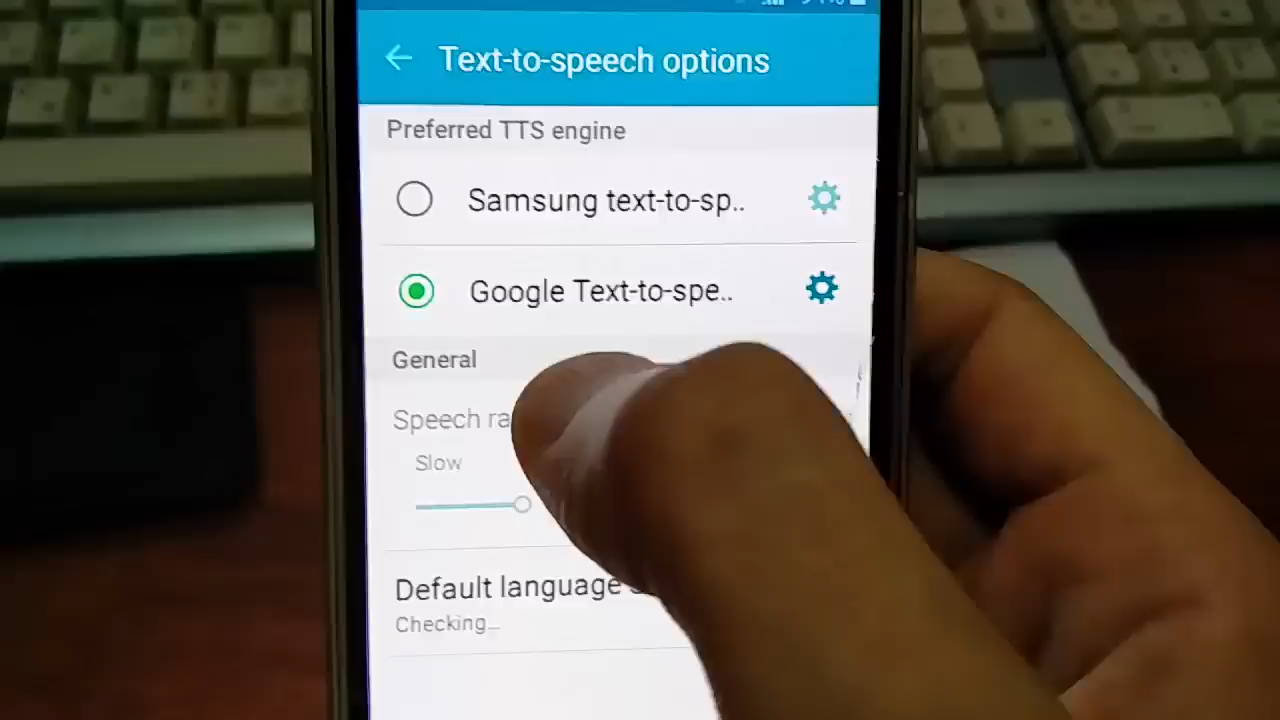 Text-to-speech options
Preferred TTS engine
Samsung text-to-sp..
Google Text-to-spe..
General
Speech ra
Slow
Default language
Checking...